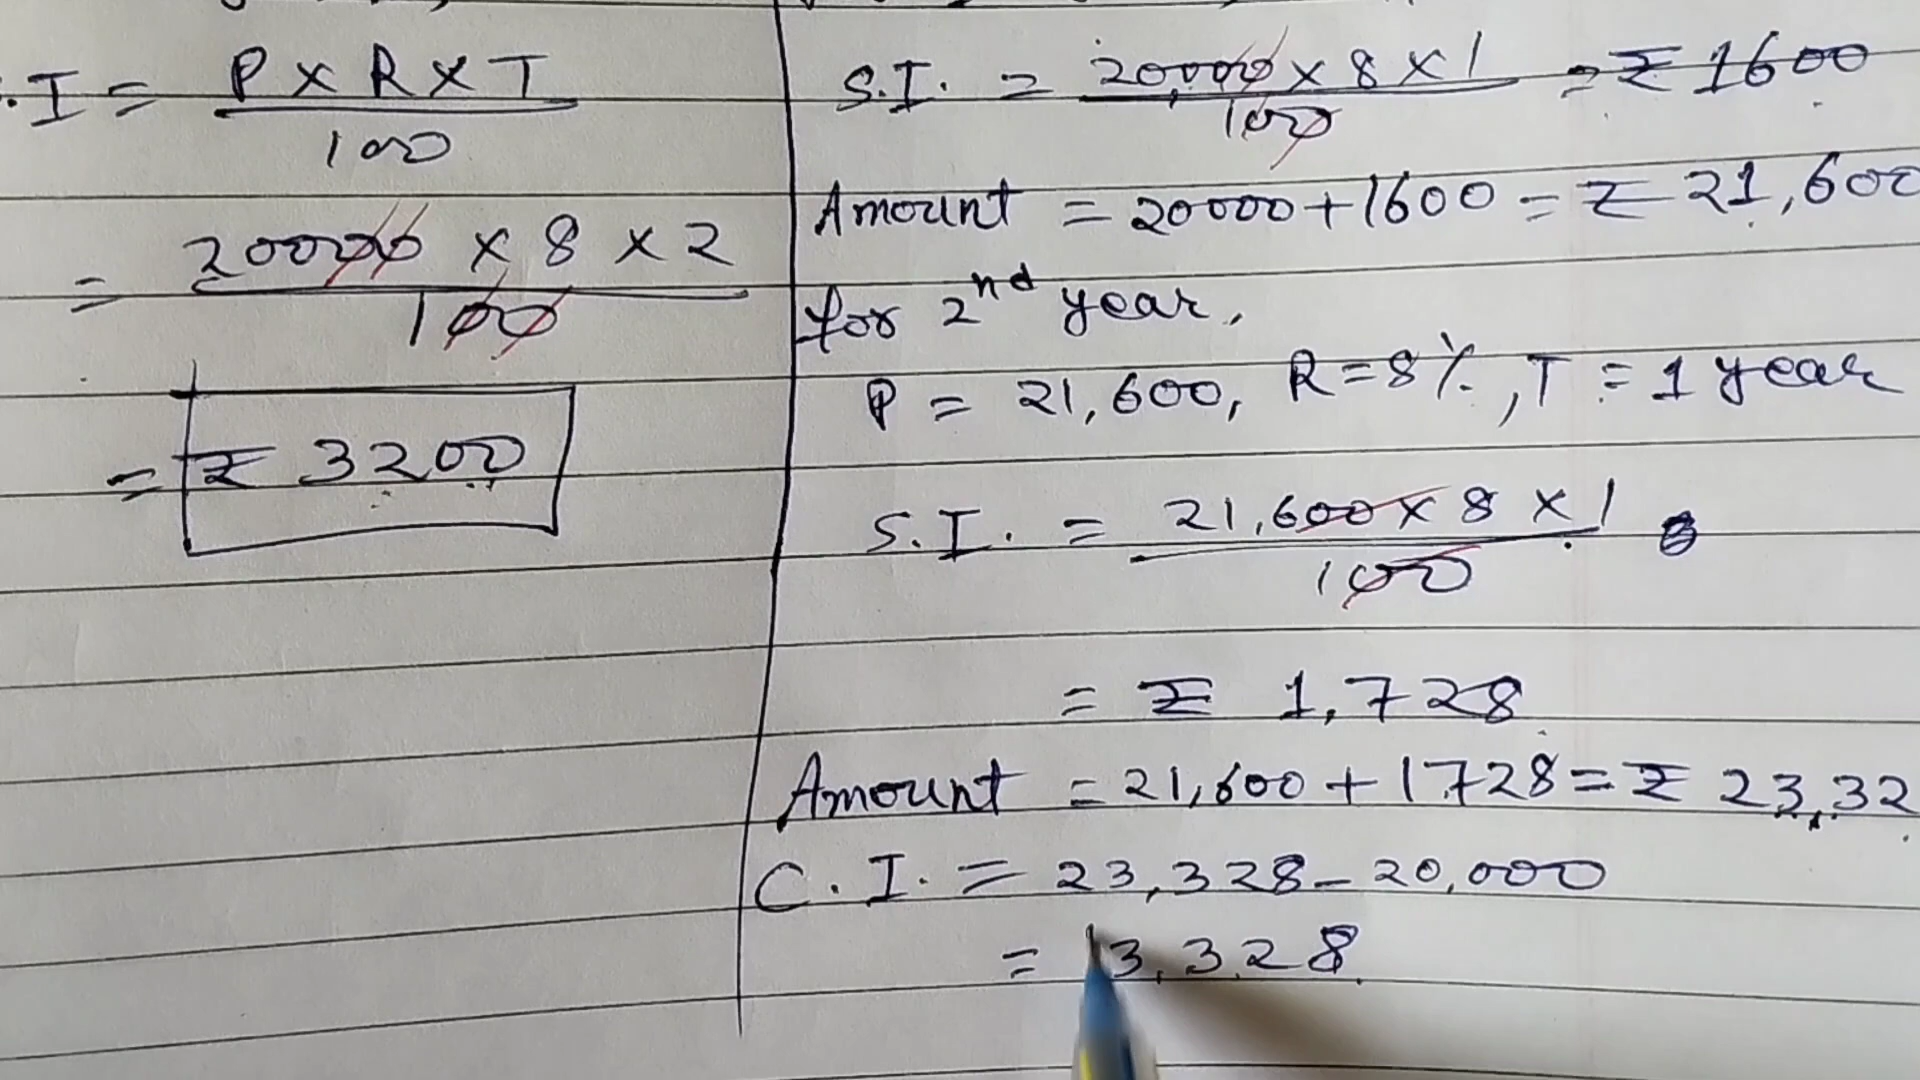 .I = P X R X T
100
= 20000 x 8 x 2
100
= ₹ 3200
S.I. = 20,000 x 8 x 1 = ₹ 1600
100
Amount = 20000 + 1600 = ₹ 21,600
for 2nd year,
P = 21,600, R = 8%, T = 1 year
S.I. = 21,600 x 8 x 1
100
= ₹ 1,728
Amount = 21,600 + 1728 = ₹ 23,32
C.I. = 23,328 - 20,000
= 3,328